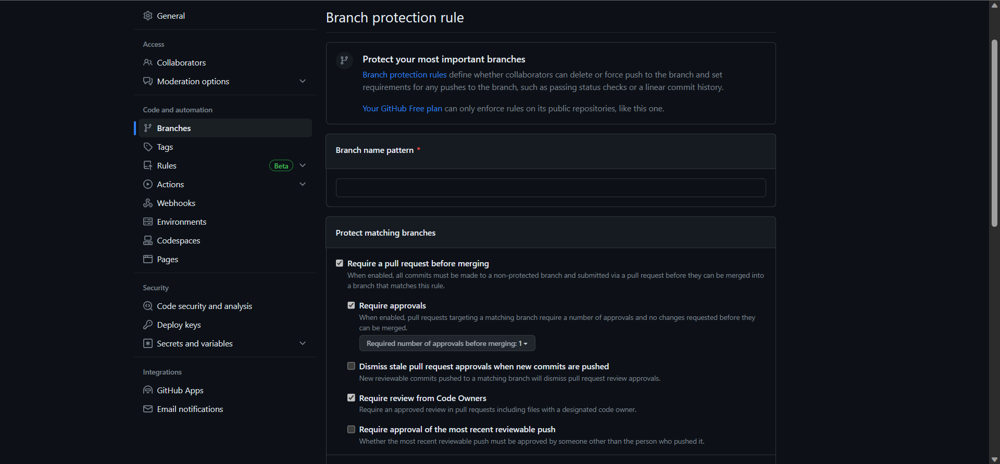 General
Access
Collaborators
Moderation options
Code and automation
Branches
Tags
Rules
Beta
Actions
Webhooks
Environments
Codespaces
Pages
Security
Code security and analysis
Deploy keys
Secrets and variables
Integrations
GitHub Apps
Email notifications
Branch protection rule
Protect your most important branches
Branch protection rules define whether collaborators can delete or force push to the branch and set
requirements for any pushes to the branch, such as passing status checks or a linear commit history.
Your GitHub Free plan can only enforce rules on its public repositories, like this one.
Branch name pattern *
Protect matching branches
Require a pull request before merging
When enabled, all commits must be made to a non-protected branch and submitted via a pull request before they can be merged into
a branch that matches this rule.
Require approvals
When enabled, pull requests targeting a matching branch require a number of approvals and no changes requested before they
can be merged.
Required number of approvals before merging: 1
Dismiss stale pull request approvals when new commits are pushed
New reviewable commits pushed to a matching branch will dismiss pull request review approvals.
Require review from Code Owners
Require an approved review in pull requests including files with a designated code owner.
Require approval of the most recent reviewable push
Whether the most recent reviewable push must be approved by someone other than the person who pushed it.